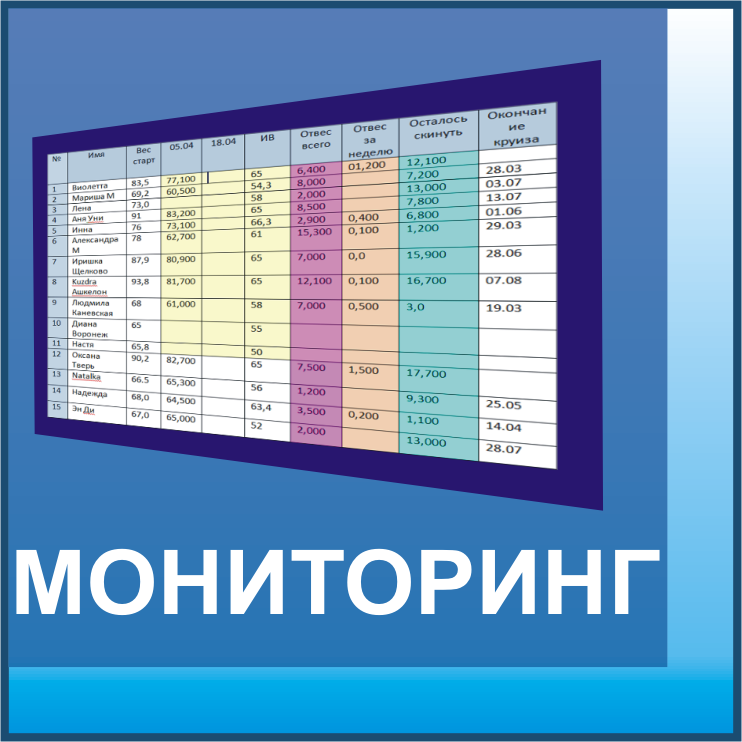 № Имя Вес старт 05.04 18.04 ИВ Отвес всего Отвес за неделю Осталось скинуть Окончан ие круиза
1 Виолетта 83,5 77,100 65 6,400 01,200 12,100
2 Мариша М 69,2 60,500 54,3 8,000 7,200 28.03
3 Лена 73,0 58 2,000 13,000 03.07
4 Аня Уни 91 83,200 65 8,500 7,800 13.07
5 Инна 76 73,100 66,3 2,900 0,400 6,800 01.06
6 Александра М 78 62,700 61 15,300 0,100 1,200 29.03
7 Иришка Щелково 87,9 80,900 65 7,000 0,0 15,900 28.06
8 Kuzdra Ашкелон 93,8 81,700 65 12,100 0,100 16,700 07.08
9 Людмила Каневская 68 61,000 58 7,000 0,500 3,0 19.03
10 Диана Воронеж 65 55
11 Настя 65,8 50
12 Оксана Тверь 90,2 82,700 65 7,500 1,500 17,700
13 Natalka 66.5 65,300 56 1,200 9,300 25.05
14 Надежда 68,0 64,500 63,4 3,500 0,200 1,100 14.04
15 Эн Ди 67,0 65,000 52 2,000 13,000 28.07
МОНИТОРИНГ